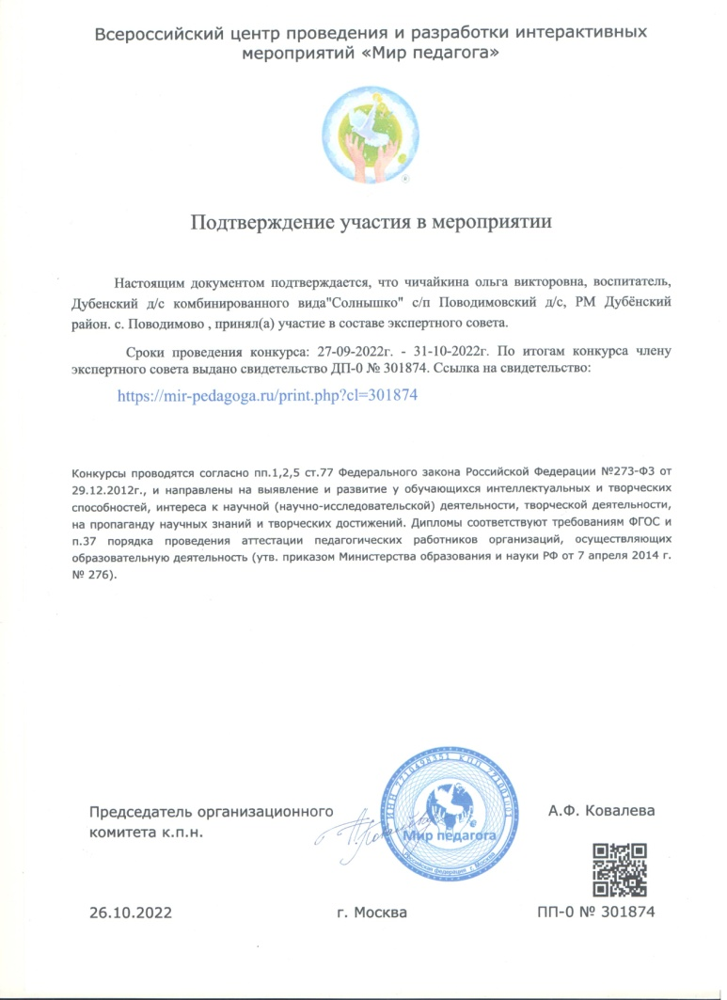 Всероссийский центр проведения и разработки интерактивных
мероприятий «Мир педагога»
®
Подтверждение участия в мероприятии
Настоящим документом подтверждается, что чичайкина ольга викторовна, воспитатель,
Дубенский д/с комбинированного вида"Солнышко" с/п Поводимовский д/с, РМ Дубёнский
район. с. Поводимово , принял(а) участие в составе экспертного совета.
Сроки проведения конкурса: 27-09-2022г. - 31-10-2022г. По итогам конкурса члену
экспертного совета выдано свидетельство ДП-0 № 301874. Ссылка на свидетельство:
https://mir-pedagoga.ru/print.php?cl=301874
Конкурсы проводятся согласно пп.1,2,5 ст.77 Федерального закона Российской Федерации №273-ФЗ от
29.12.2012г., и направлены на выявление и развитие у обучающихся интеллектуальных и творческих
способностей, интереса к научной (научно-исследовательской) деятельности, творческой деятельности,
на пропаганду научных знаний и творческих достижений. Дипломы соответствуют требованиям ФГОС и
п.37 порядка проведения аттестации педагогических работников организаций, осуществляющих
образовательную деятельность (утв. приказом Министерства образования и науки РФ от 7 апреля 2014 г.
№ 276).
Председатель организационного
комитета к.п.н.
ИНН КПП
Мир педагога
Российская федерация г. Москва
А.Ф. Ковалева
26.10.2022
г. Москва
ПП-0 № 301874